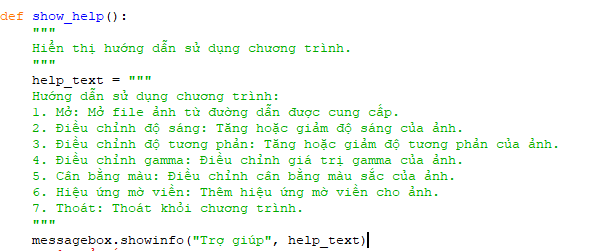 def show_help():
    """
    Hiển thị hướng dẫn sử dụng chương trình.
    """
    help_text = """
    Hướng dẫn sử dụng chương trình:
    1. Mở: Mở file ảnh từ đường dẫn được cung cấp.
    2. Điều chỉnh độ sáng: Tăng hoặc giảm độ sáng của ảnh.
    3. Điều chỉnh độ tương phản: Tăng hoặc giảm độ tương phản của ảnh.
    4. Điều chỉnh gamma: Điều chỉnh giá trị gamma của ảnh.
    5. Cân bằng màu: Điều chỉnh cân bằng màu sắc của ảnh.
    6. Hiệu ứng mờ viền: Thêm hiệu ứng mờ viền cho ảnh.
    7. Thoát: Thoát khỏi chương trình.
    """
    messagebox.showinfo("Trợ giúp", help_text)